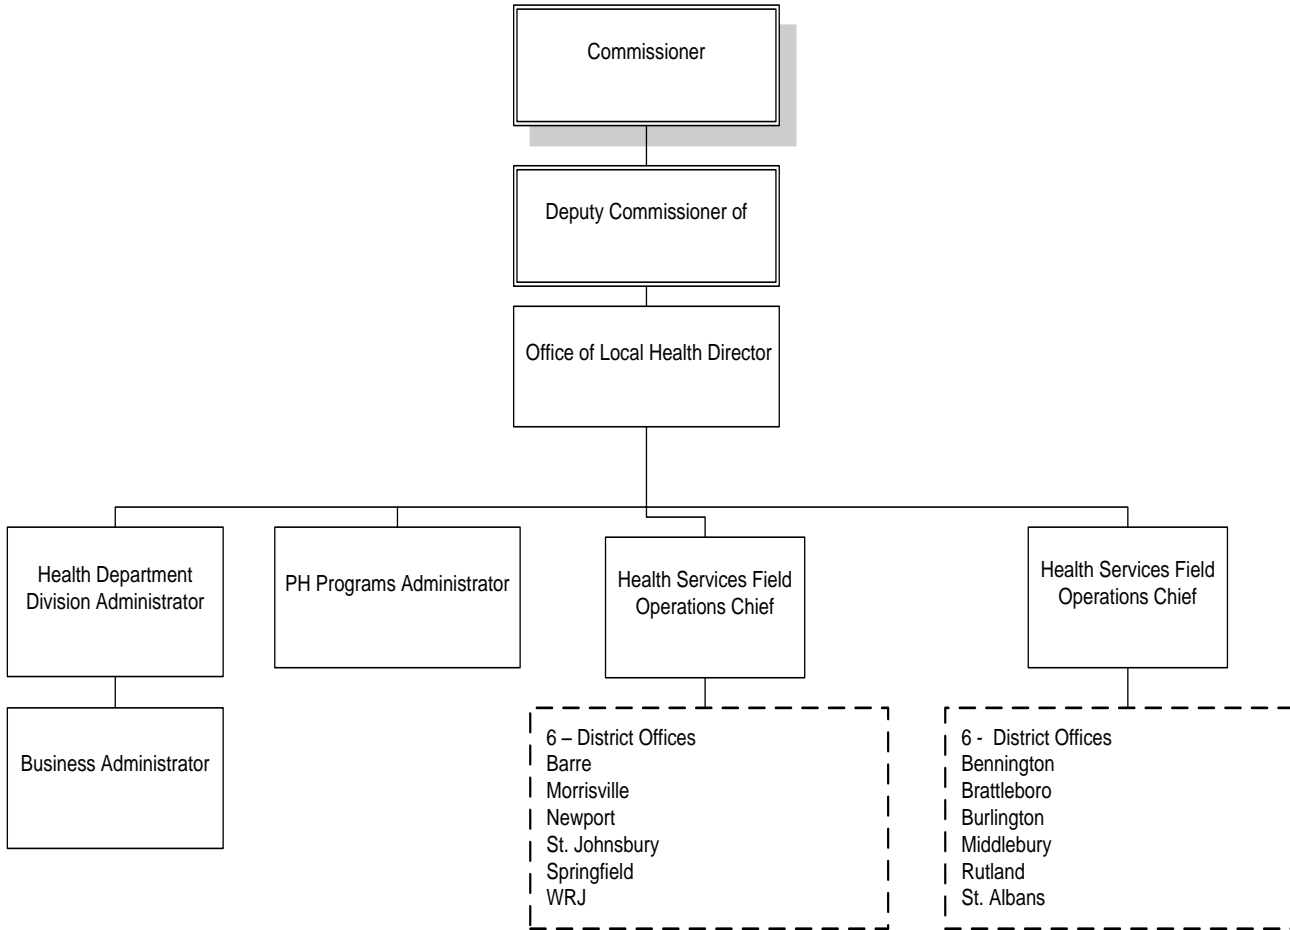 Commissioner
Deputy Commissioner of
Office of Local Health Director
Health Department
Division Administrator
PH Programs Administrator
Health Services Field
Operations Chief
Health Services Field
Operations Chief
Business Administrator
6 – District Offices
Barre
Morrisville
Newport
St. Johnsbury
Springfield
WRJ
6 - District Offices
Bennington
Brattleboro
Burlington
Middlebury
Rutland
St. Albans